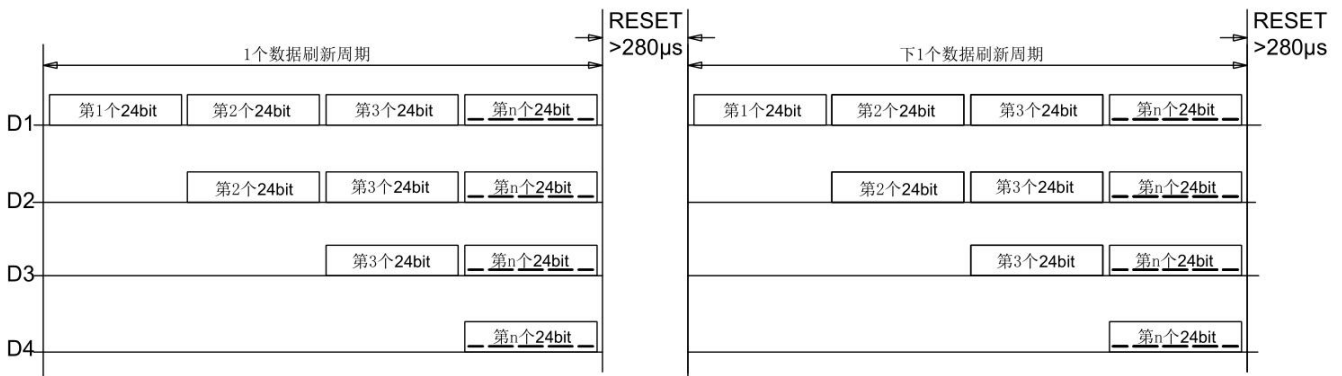 RESET
>280μs
RESET
>280μs
1个数据刷新周期
下1个数据刷新周期
D1 第1个24bit 第2个24bit 第3个24bit 第n个24bit 第1个24bit 第2个24bit 第3个24bit 第n个24bit
D2 第2个24bit 第3个24bit 第n个24bit 第2个24bit 第3个24bit 第n个24bit
D3 第3个24bit 第n个24bit 第3个24bit 第n个24bit
D4 第n个24bit 第n个24bit